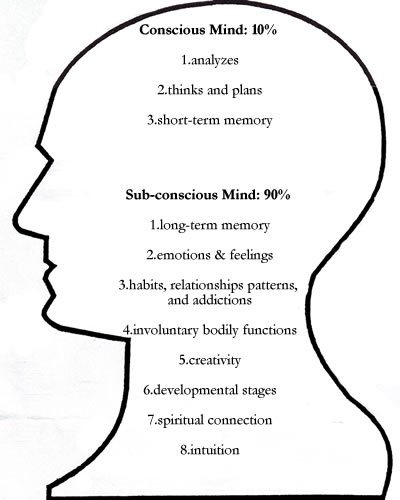 Conscious Mind: 10%
1.analyzes
2.thinks and plans
3.short-term memory
Sub-conscious Mind: 90%
1.long-term memory
2.emotions & feelings
3.habits, relationships patterns,
and addictions
4.involuntary bodily functions
5.creativity
6.developmental stages
7.spiritual connection
8.intuition